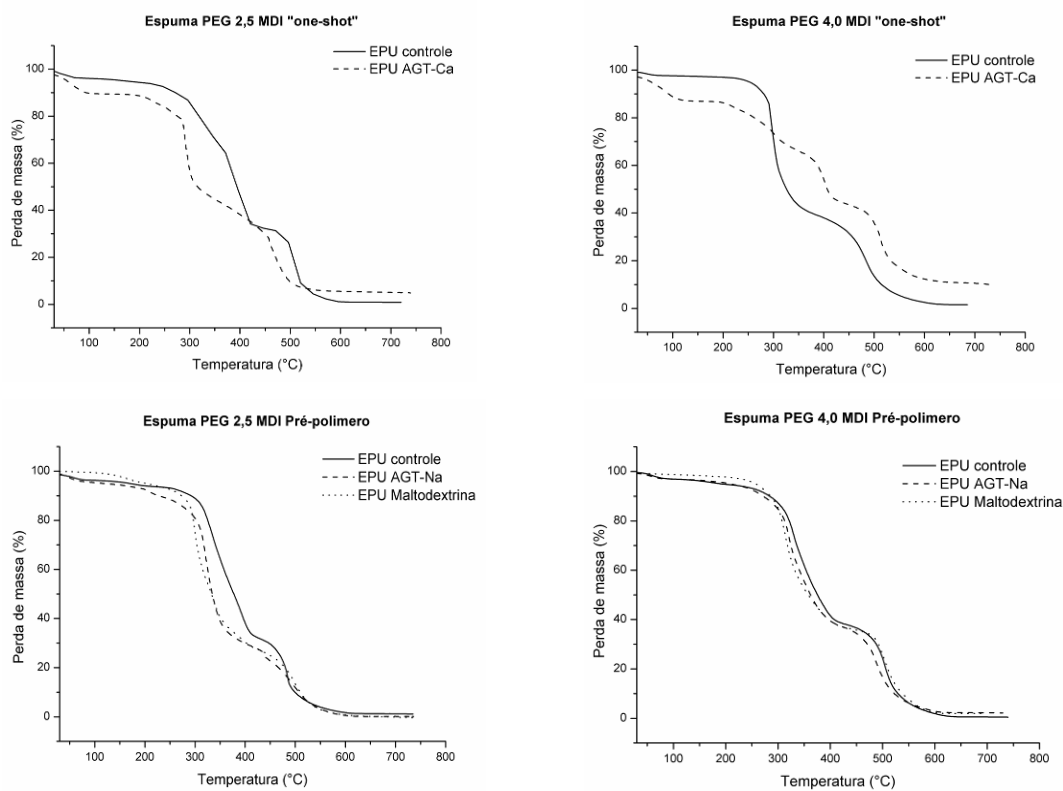 Espuma PEG 2,5 MDI "one-shot"
EPU controle
EPU AGT-Ca
100
80
60
40
20
0
Perda de massa (%)
100 200 300 400 500 600 700 800
Temperatura (°C)
Espuma PEG 4,0 MDI "one-shot"
EPU controle
EPU AGT-Ca
100
80
60
40
20
0
Perda de massa (%)
100 200 300 400 500 600 700 800
Temperatura (°C)
Espuma PEG 2,5 MDI Pré-polimero
EPU controle
EPU AGT-Na
EPU Maltodextrina
100
80
60
40
20
0
Perda de massa (%)
100 200 300 400 500 600 700 800
Temperatura (°C)
Espuma PEG 4,0 MDI Pré-polimero
EPU controle
EPU AGT-Na
EPU Maltodextrina
100
80
60
40
20
0
Perda de massa (%)
100 200 300 400 500 600 700 800
Temperatura (°C)